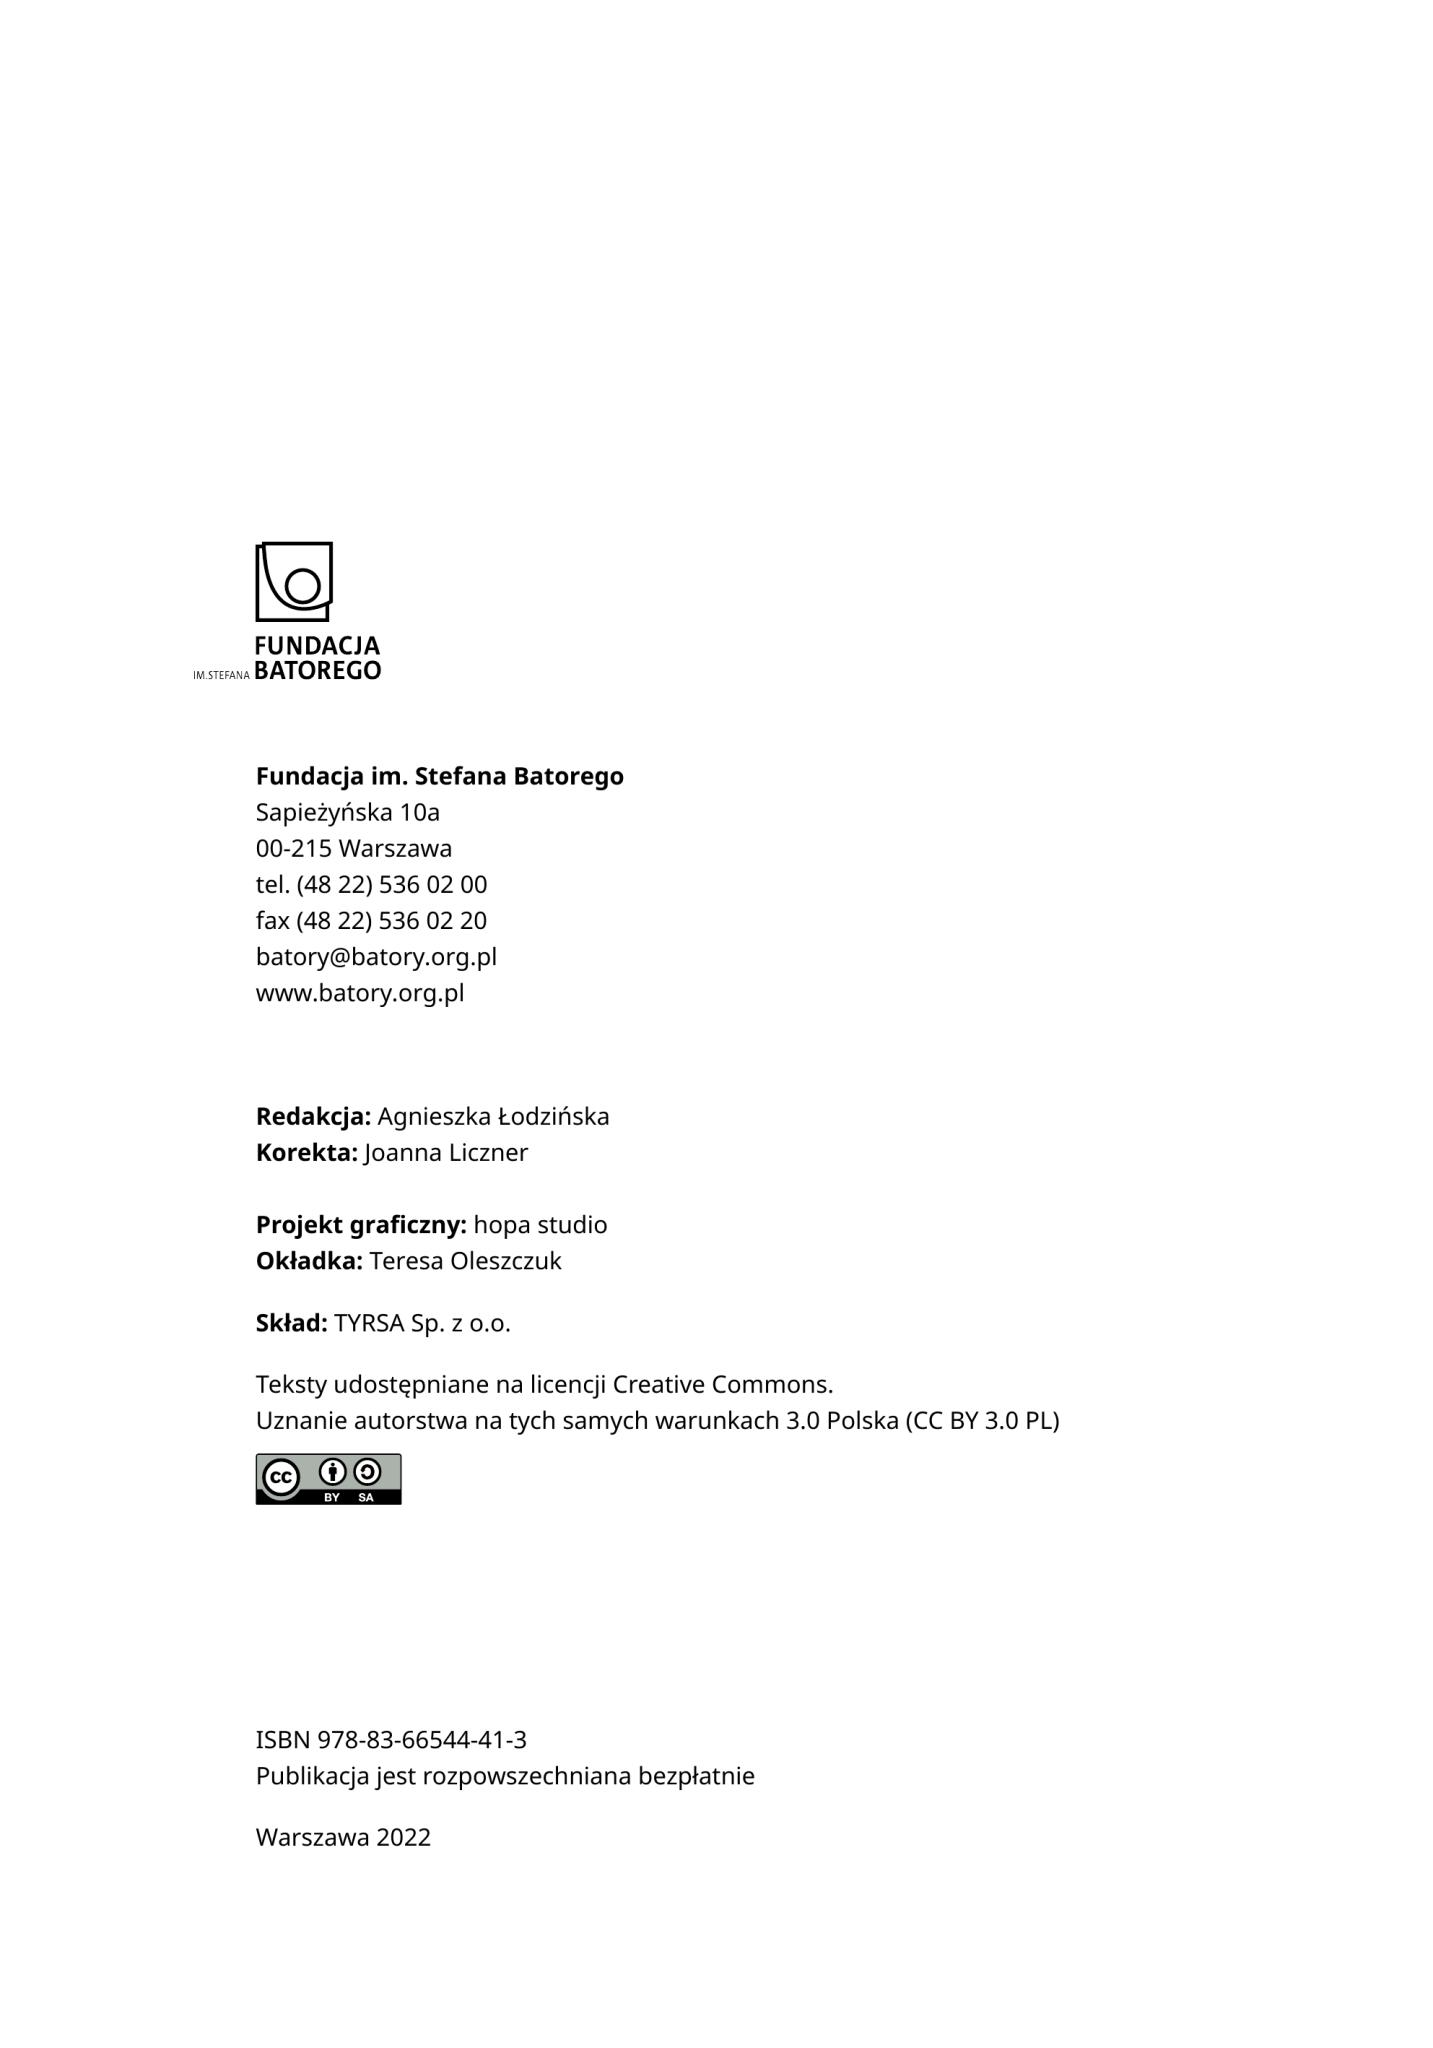 FUNDACJA
IM.STEFANA BATOREGO
Fundacja im. Stefana Batorego
Sapieżyńska 10a
00-215 Warszawa
tel. (48 22) 536 02 00
fax (48 22) 536 02 20
batory@batory.org.pl
www.batory.org.pl
Redakcja: Agnieszka Łodzińska
Korekta: Joanna Liczner
Projekt graficzny: hopa studio
Okładka: Teresa Oleszczuk
Skład: TYRSA Sp. z o.o.
Teksty udostępniane na licencji Creative Commons.
Uznanie autorstwa na tych samych warunkach 3.0 Polska (CC BY 3.0 PL)
cc
BY SA
ISBN 978-83-66544-41-3
Publikacja jest rozpowszechniana bezpłatnie
Warszawa 2022